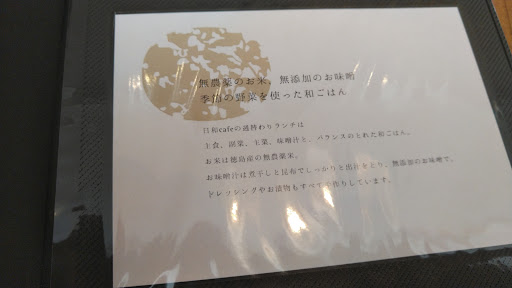 無農薬のお米、無添加のお味噌
季節の野菜を使った和ごはん
日和cafeの週替わりランチは
主食、副菜、主菜、味噌汁と、バランスのとれた和ごはん。
お米は徳島産の無農薬米。
お味噌汁は煮干しと昆布でしっかりと出汁をとり、無添加のお味噌で。
ドレッシングやお漬物もすべて手作りしています。